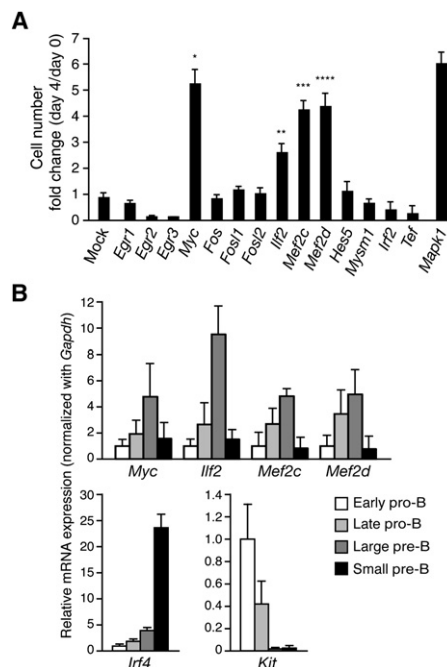 A
Cell number
fold change (day 4/day 0)
7
6
5
4
3
2
1
0
*
**
***
****
Mock
Egr1
Egr2
Egr3
Myc
Fos
Fosl1
Fosl2
Ilf2
Mef2c
Mef2d
Hes5
Mysm1
Irf2
Tef
Mapk1
B
Relative mRNA expression (normalized with Gapdh)
12
10
8
6
4
2
0
Myc
Ilf2
Mef2c
Mef2d
30
25
20
15
10
5
0
Irf4
1.4
1.2
1.0
0.8
0.6
0.4
0.2
0
Kit
Early pro-B
Late pro-B
Large pre-B
Small pre-B